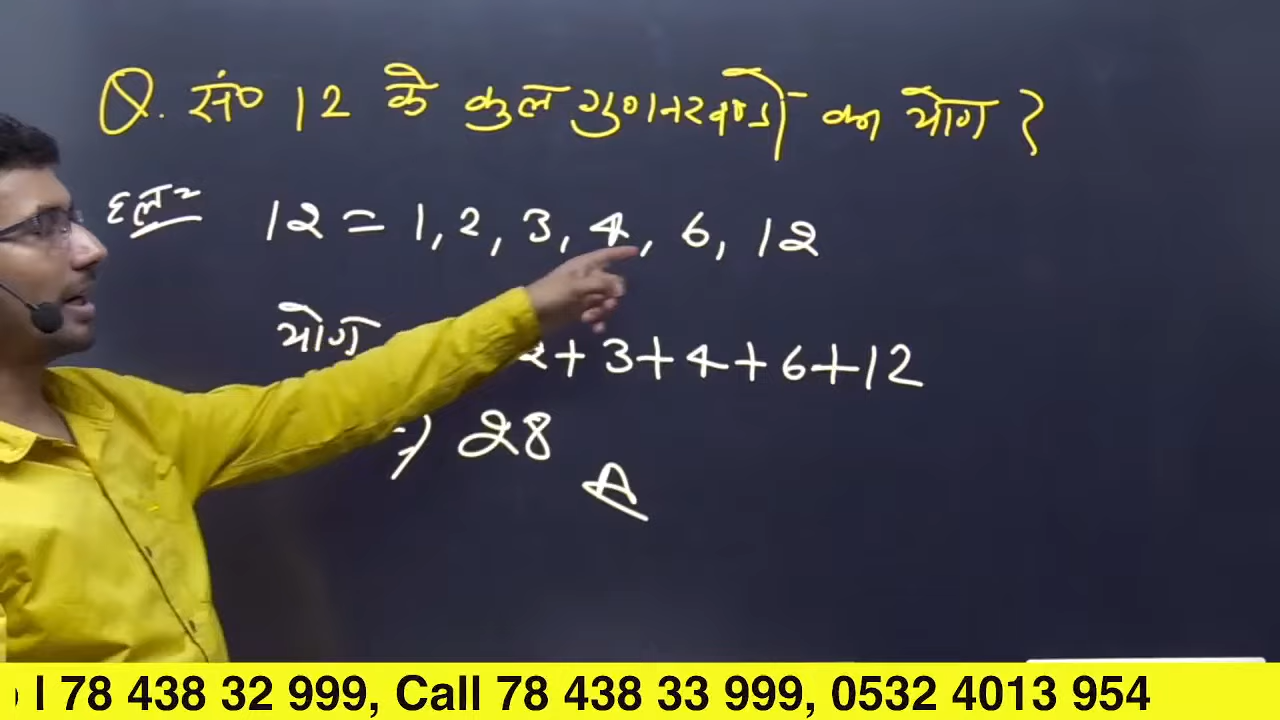 Q. सं० 12 के कुल गुणनखण्डों का योग ?
हल :-
12 = 1, 2, 3, 4, 6, 12
योग 2 + 3 + 4 + 6 + 12
=) 28
A
l 78 438 32 999, Call 78 438 33 999, 0532 4013 954